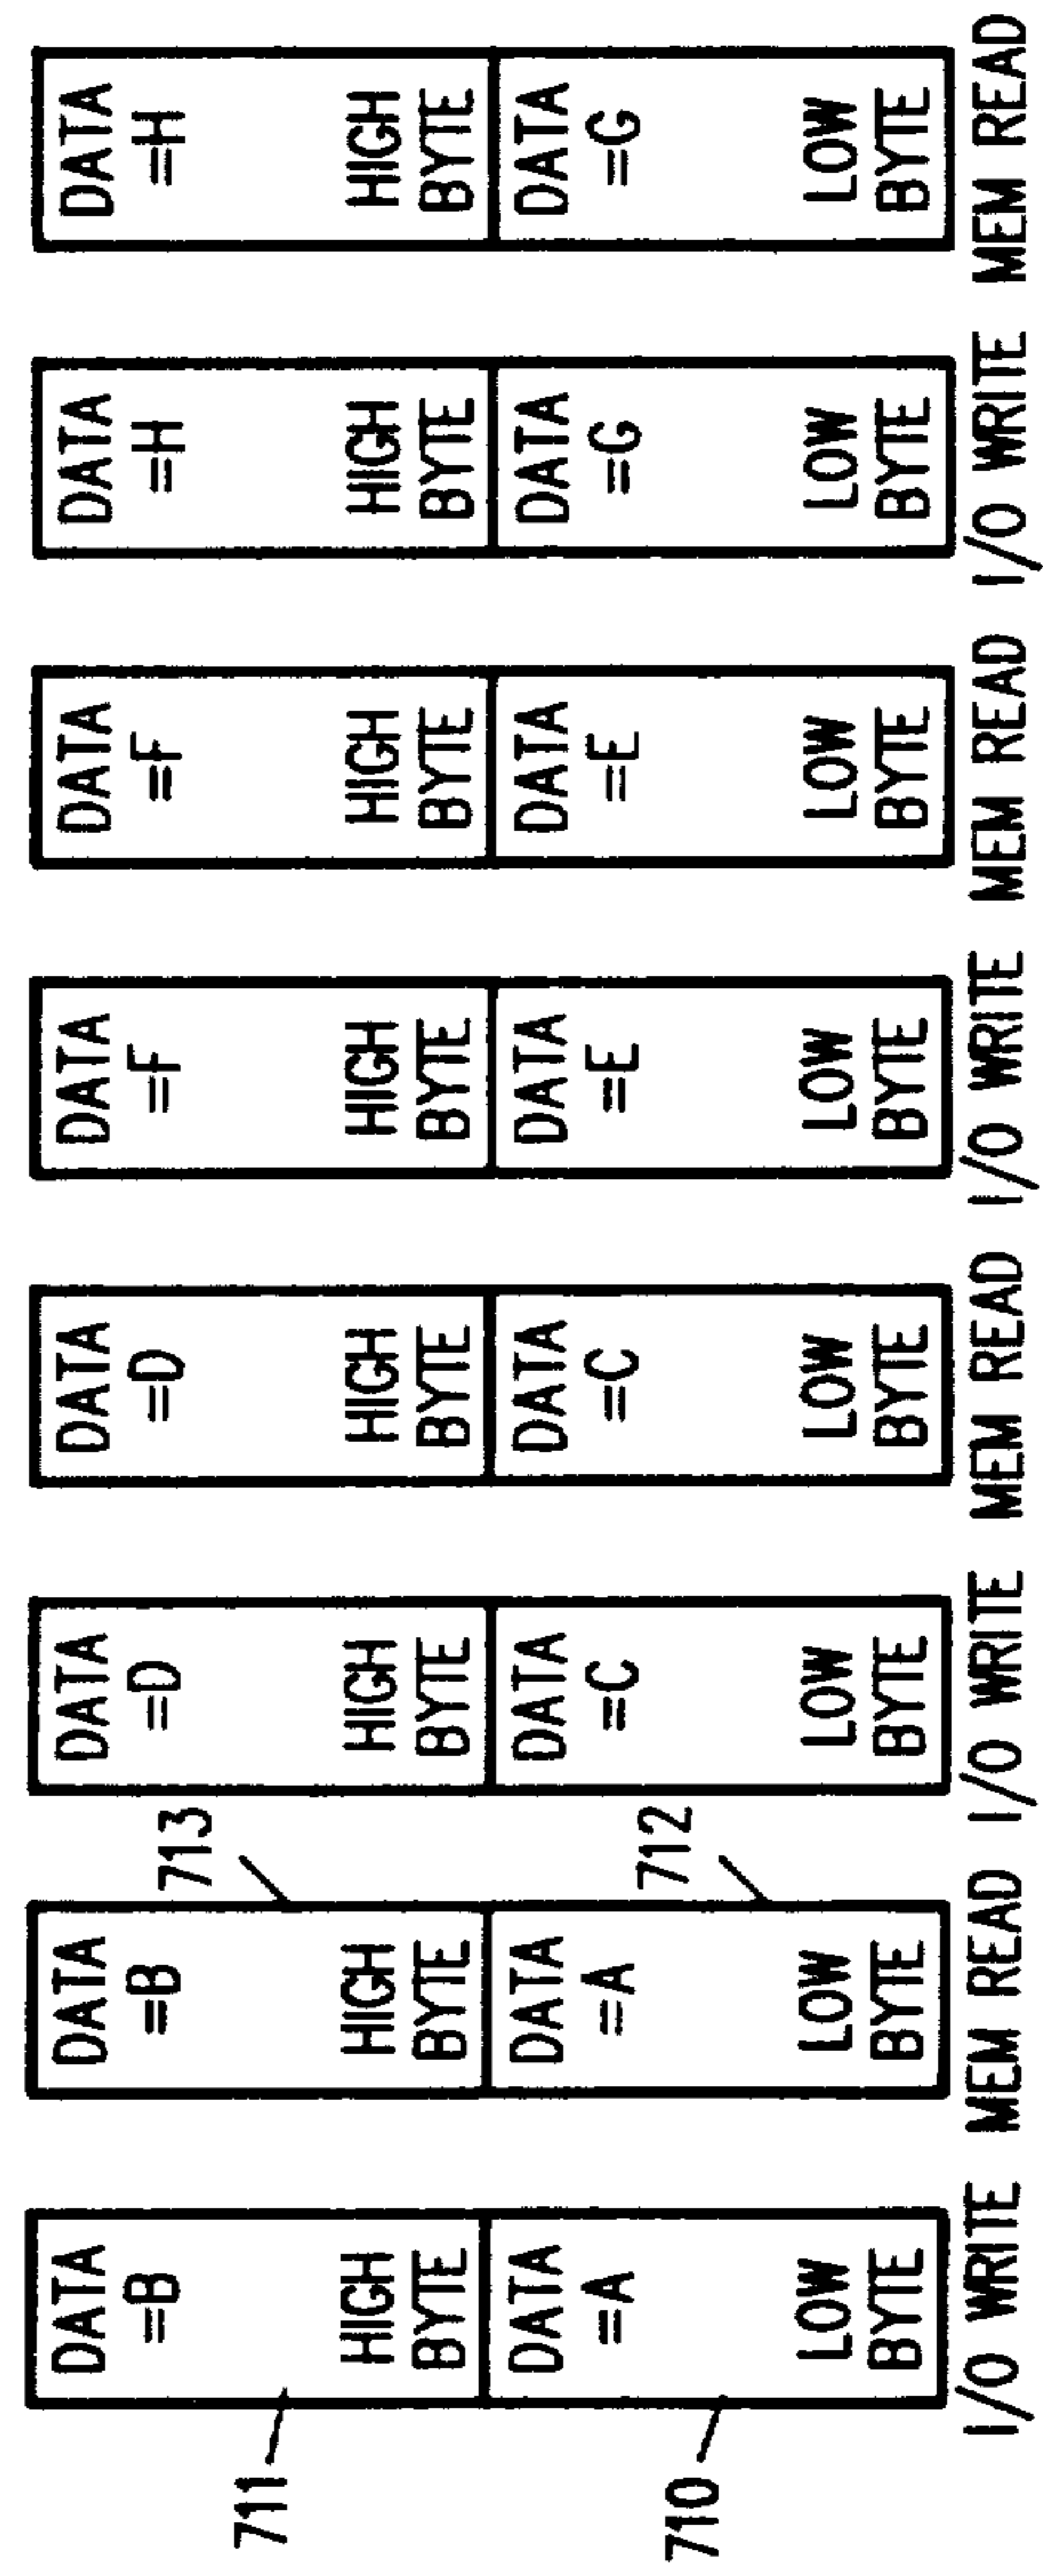 711
710
DATA
=B
HIGH
BYTE
DATA
=A
LOW
BYTE
I/O WRITE
DATA
=B
HIGH
BYTE
DATA
=A
LOW
BYTE
MEM READ
713
712
DATA
=D
HIGH
BYTE
DATA
=C
LOW
BYTE
I/O WRITE
DATA
=D
HIGH
BYTE
DATA
=C
LOW
BYTE
MEM READ
DATA
=F
HIGH
BYTE
DATA
=E
LOW
BYTE
I/O WRITE
DATA
=F
HIGH
BYTE
DATA
=E
LOW
BYTE
MEM READ
DATA
=H
HIGH
BYTE
DATA
=G
LOW
BYTE
I/O WRITE
DATA
=H
HIGH
BYTE
DATA
=G
LOW
BYTE
MEM READ